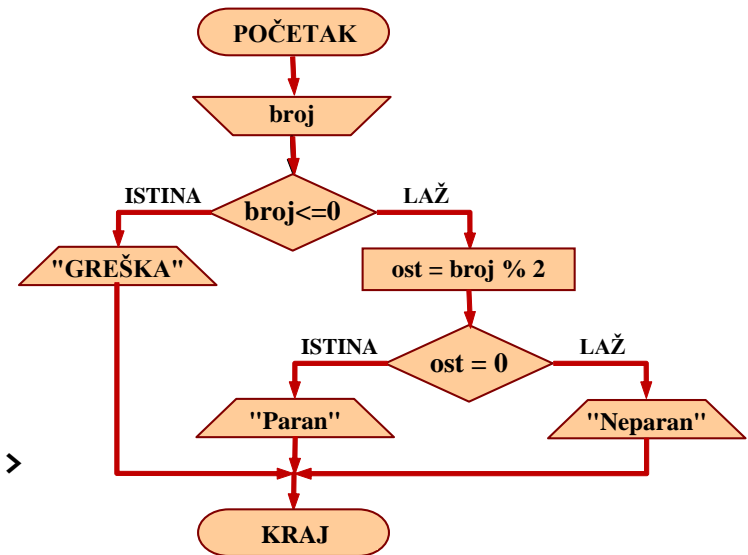 POČETAK
broj
ISTINA
LAŽ
broj<=0
"GREŠKA"
ost = broj % 2
ISTINA
LAŽ
ost = 0
"Paran"
"Neparan"
>
KRAJ